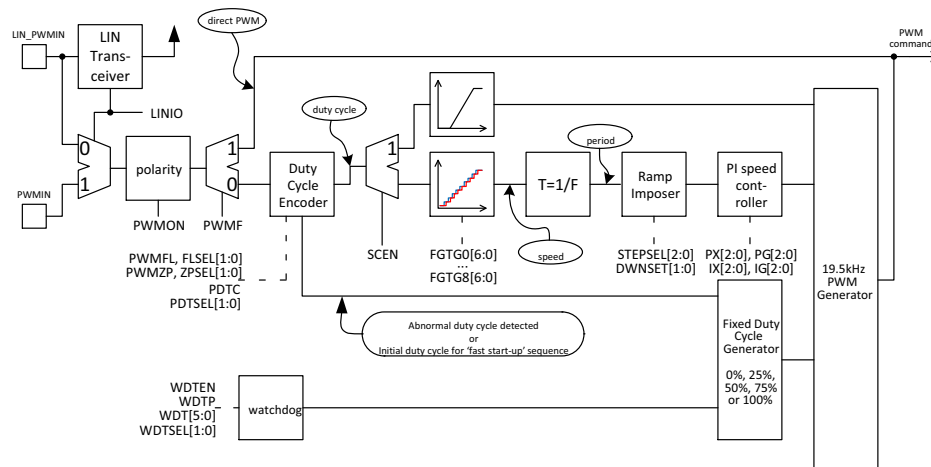 LIN_PWMIN
LIN
Trans-
ceiver
direct PWM
PWM
command
LINIO
duty cycle
0
1
polarity
1
0
Duty
Cycle
Encoder
1
period
T=1/F
Ramp
Imposer
PI speed
cont-
roller
PWMIN
PWMON
PWMF
SCEN
FGTG0[6:0]
...
FGTG8[6:0]
speed
STEPSEL[2:0]
DWNSET[1:0]
PX[2:0], PG[2:0]
IX[2:0], IG[2:0]
19.5kHz
PWM
Generator
PWMFL, FLSEL[1:0]
PWMZP, ZPSEL[1:0]
PDTC
PDTSEL[1:0]
Abnormal duty cycle detected
or
Initial duty cycle for 'fast start-up' sequence
Fixed Duty
Cycle
Generator
0%, 25%,
50%, 75%
or 100%
WDTEN
WDTP
WDT[5:0]
WDTSEL[1:0]
watchdog